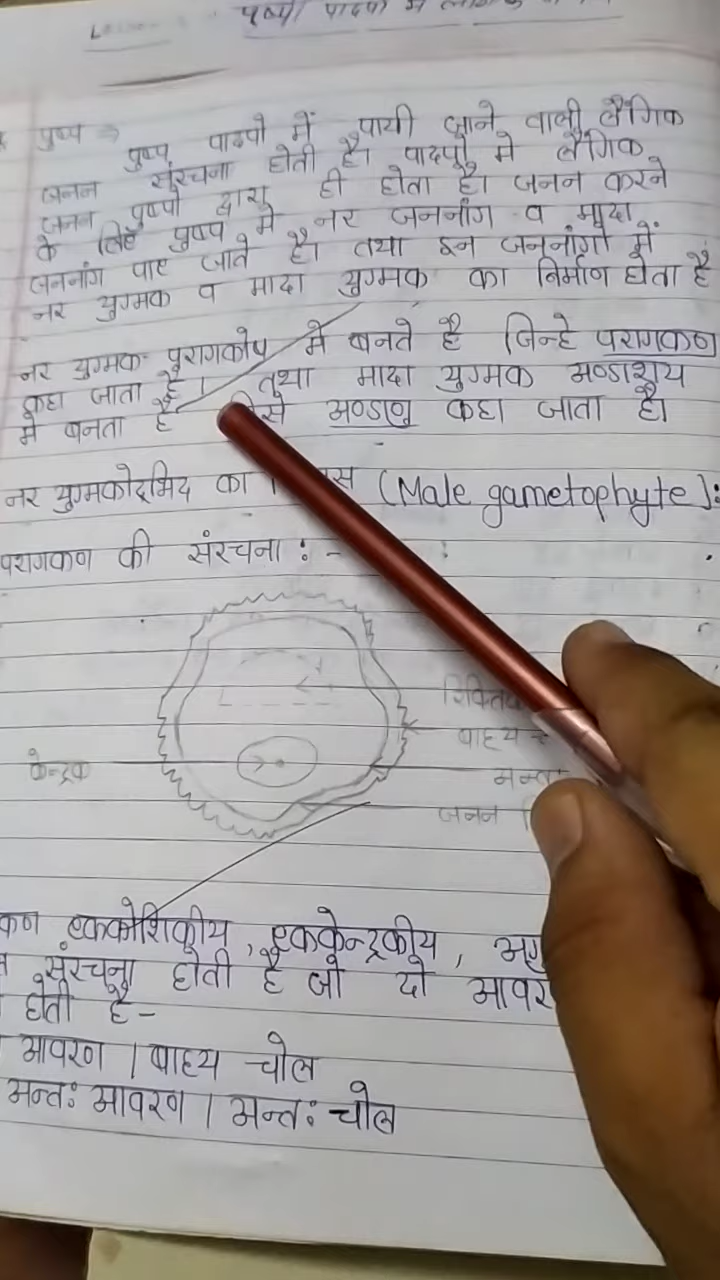 पुष्पी पादपो में
पुष्प ⇒ पुष्प पादपो में पायी जाने वाली लैंगिक
जनन संरचना होती है। पादपों मे लैंगिक
जनन पुष्पों द्वारा ही होता है। जनन करने
के लिए पुष्प में नर जननांग व मादा
जननांग पाए जाते है। तथा इन जननांगों में
नर युग्मक व मादा युग्मक का निर्माण होता है
नर युग्मक परागकोष मे बनते है जिन्हे परागकण
कहा जाता है। तथा मादा युग्मक अण्डाशय
मे बनता है अण्डाणु कहा जाता है।
नर युग्मकोद्भिद का (Male gametophyte):
परागकण की संरचना : -
बाह्य
केन्द्रक
जनन
कण एककोशिकीय, एककेन्द्रकीय,
संरचना होती है जो दो
होती है-
आवरण / बाह्य चोल
अन्तः आवरण / अन्तः चोल